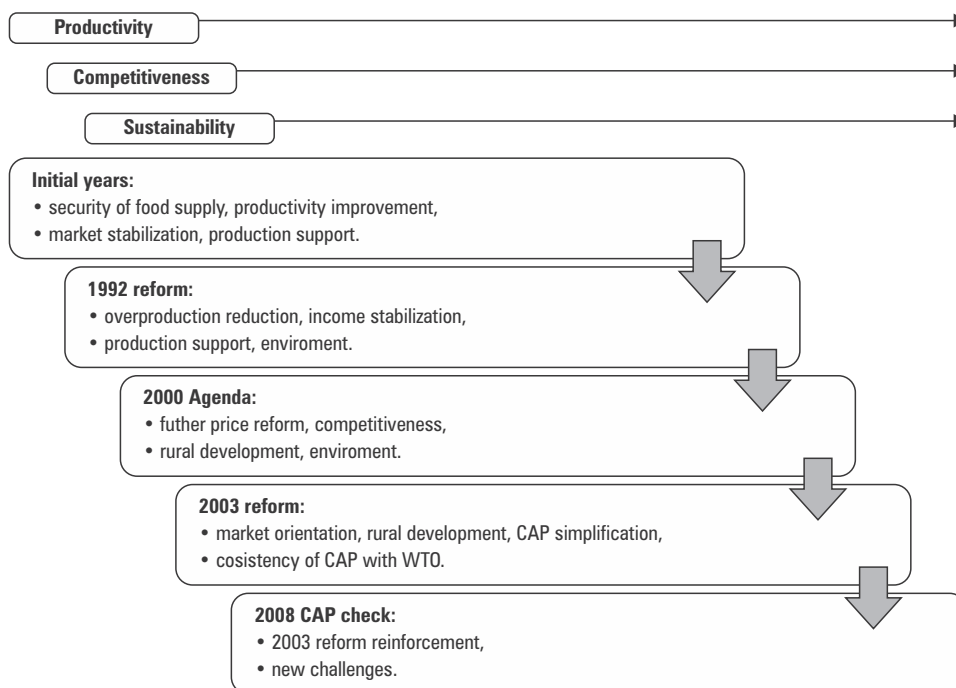 Productivity
Competitiveness
Sustainability
Initial years:
• security of food supply, productivity improvement,
• market stabilization, production support.
1992 reform:
• overproduction reduction, income stabilization,
• production support, enviroment.
2000 Agenda:
• futher price reform, competitiveness,
• rural development, enviroment.
2003 reform:
• market orientation, rural development, CAP simplification,
• cosistency of CAP with WTO.
2008 CAP check:
• 2003 reform reinforcement,
• new challenges.